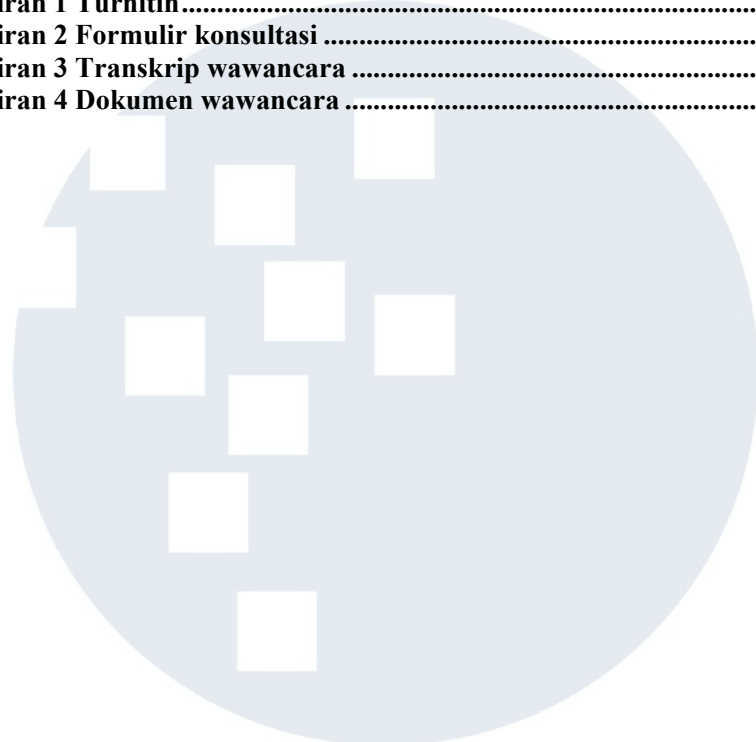 iran 1 Turnitin..........................................................................................
iran 2 Formulir konsultasi ....................................................................
iran 3 Transkrip wawancara ................................................................
iran 4 Dokumen wawancara .................................................................